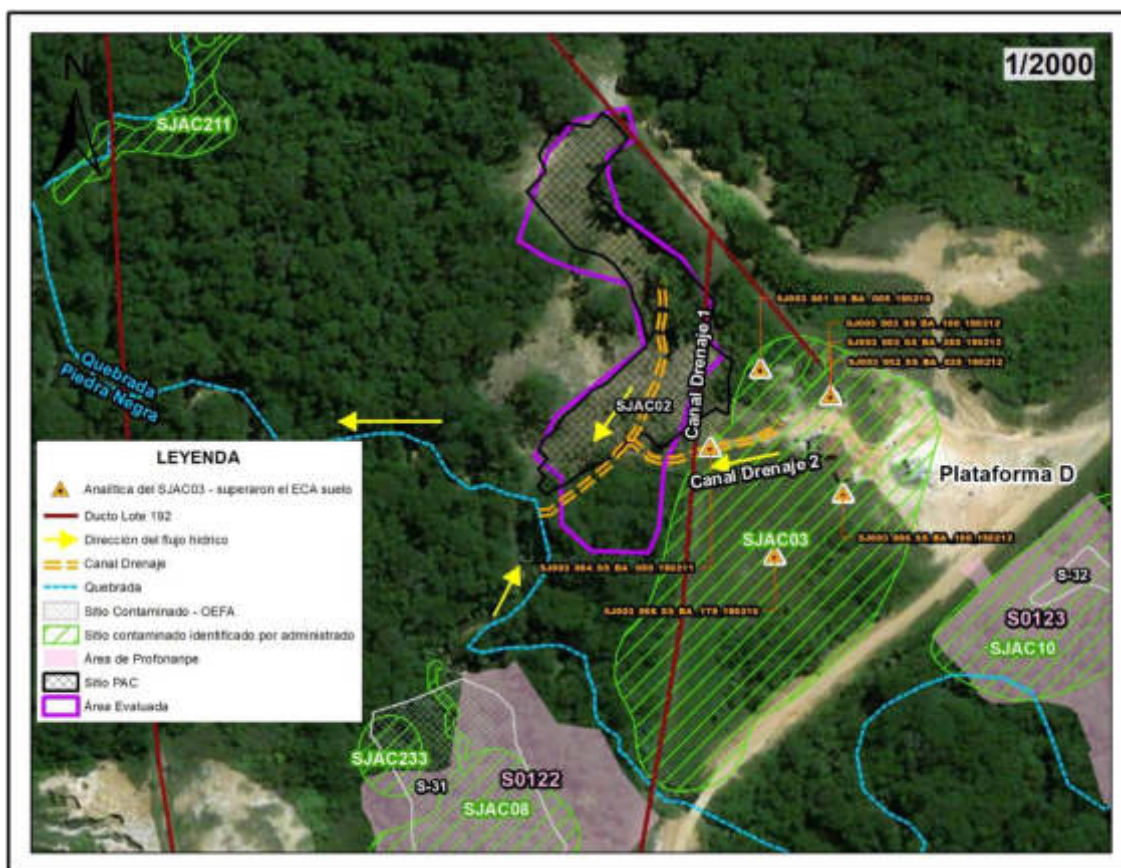 1/2000
N
SJAC211
Canal Drenaje 1
Quebrada
Piedra Negra
SJAC02
Canal Drenaje 2
Plataforma D
SJAC03
S-32
S0123
SJAC10
SJAC233
S-31
S0122
SJAC08
LEYENDA
Analítica del SJAC03 - superaron el ECA suelo
Ducto Lote 192
Dirección del flujo hídrico
Canal Drenaje
Quebrada
Sitio Contaminado - OEFA
Sitio contaminado identificado por administrado
Área de Profonanpe
Sitio PAC
Área Evaluada